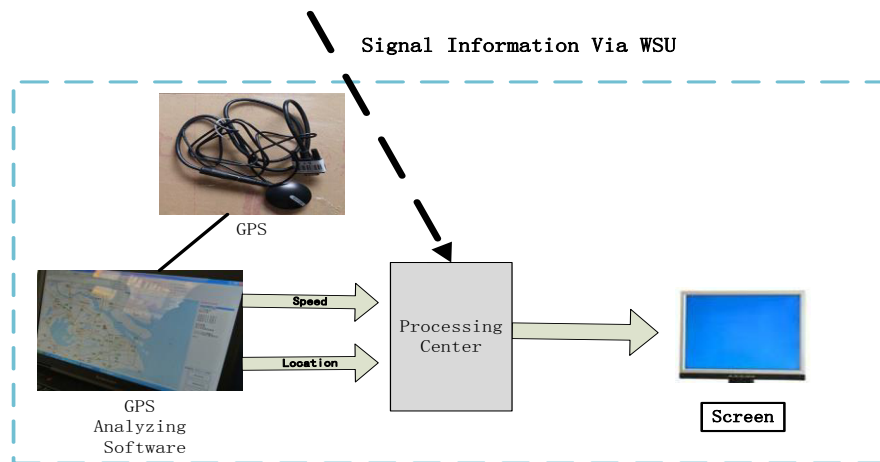 Signal Information Via WSU
GPS
Speed
Location
Processing
Center
GPS
Analyzing
Software
Screen